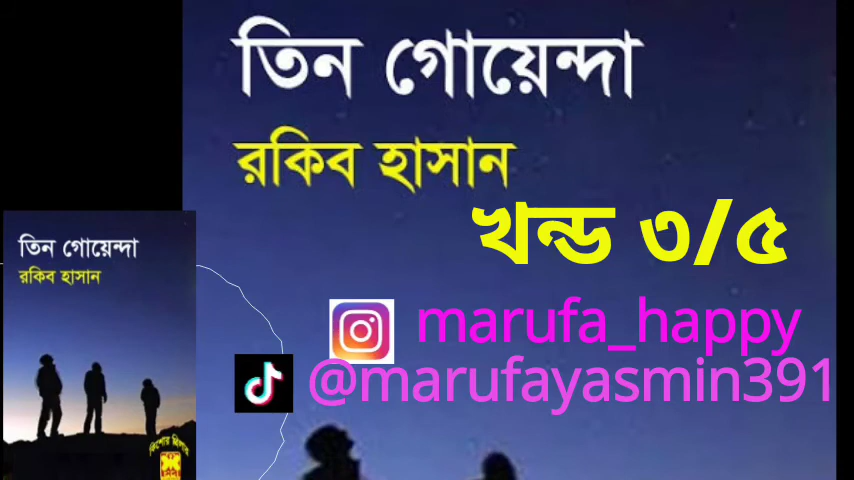 তিন গোয়েন্দা
রকিব হাসান
খন্ড ৩/৫
তিন গোয়েন্দা
রকিব হাসান
marufa_happy
@marufayasmin391
কিশোর থ্রিলার